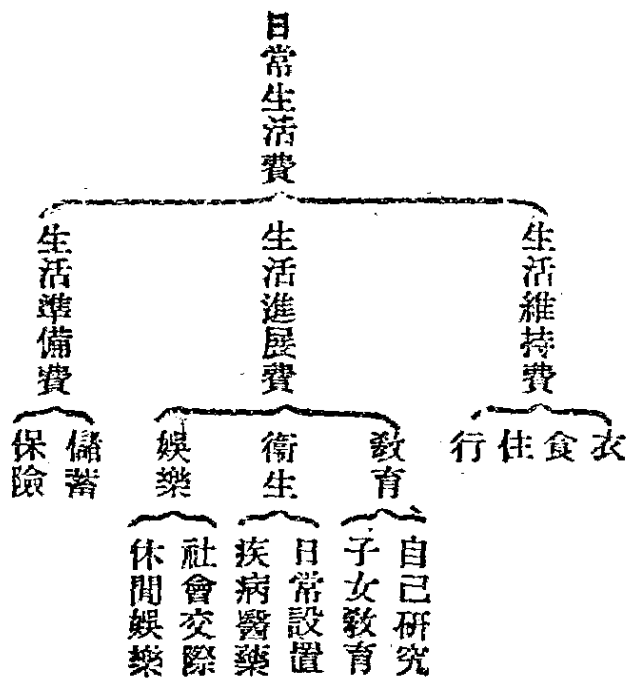 日常生活費
生活維持費
衣
食
住
行
生活進展費
教育
自己研究
子女教育
衞生
日常設置
疾病醫藥
娛樂
社會交際
休閒娛樂
生活準備費
儲蓄
保險